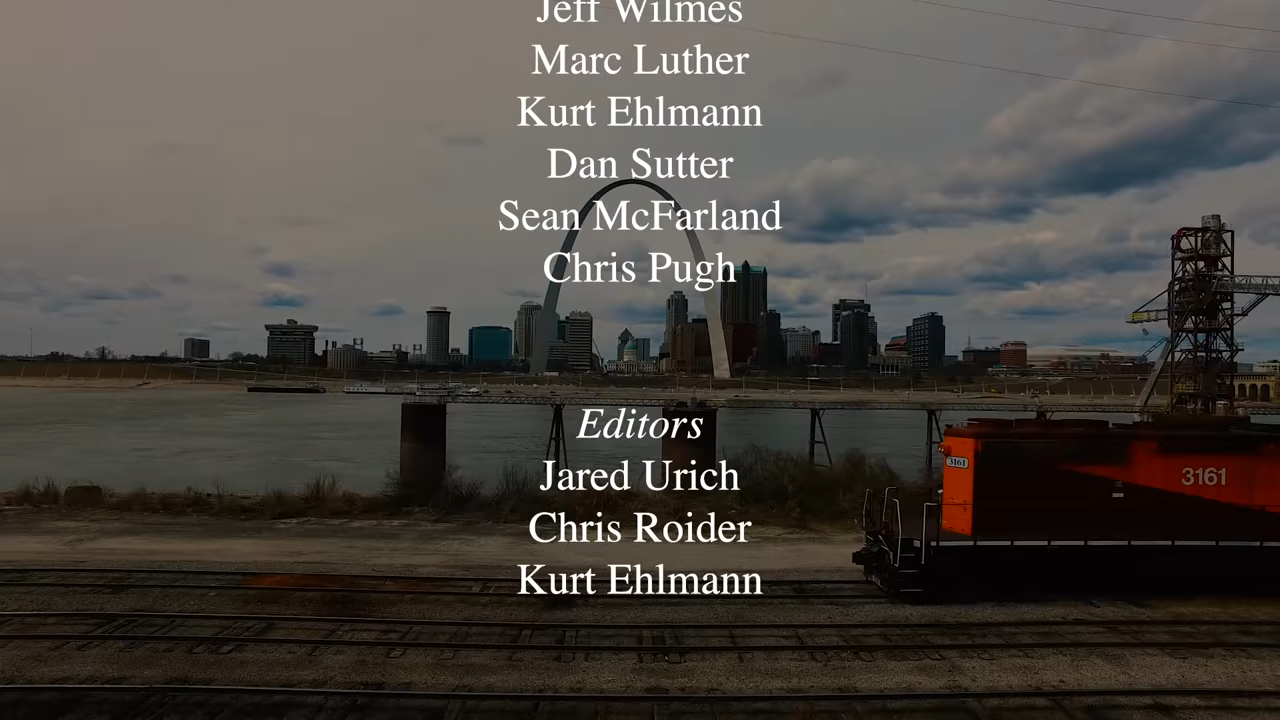 Jeff Wilmes
Marc Luther
Kurt Ehlmann
Dan Sutter
Sean McFarland
Chris Pugh
Editors
Jared Urich
Chris Roider
Kurt Ehlmann
3161
3161